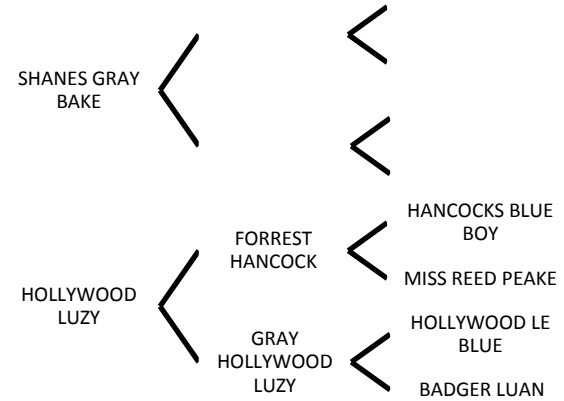 SHANES GRAY
BAKE
HOLLYWOOD
LUZY
FORREST
HANCOCK
GRAY
HOLLYWOOD
LUZY
HANCOCKS BLUE
BOY
MISS REED PEAKE
HOLLYWOOD LE
BLUE
BADGER LUAN